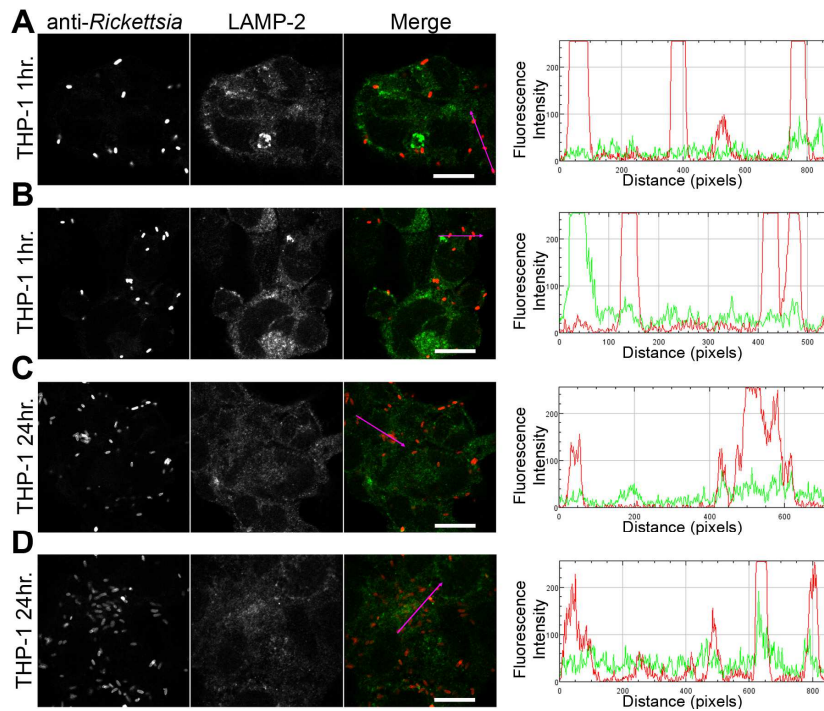 anti-Rickettsia LAMP-2 Merge
A
THP-1 1hr.
Fluorescence
Intensity
200
100
0
0 200 400 600 800
Distance (pixels)
B
THP-1 1hr.
Fluorescence
Intensity
200
100
0
0 100 200 300 400 500
Distance (pixels)
C
THP-1 24hr.
Fluorescence
Intensity
200
100
0
0 200 400 600
Distance (pixels)
D
THP-1 24hr.
Fluorescence
Intensity
200
100
0
0 200 400 600 800
Distance (pixels)